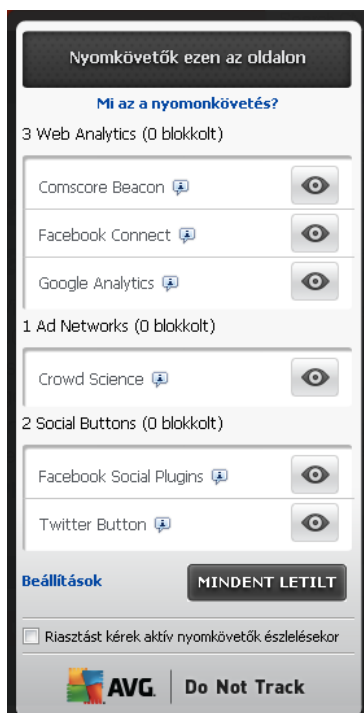 Nyomkövetők ezen az oldalon
Mi az a nyomonkövetés?
3 Web Analytics (0 blokkolt)
Comscore Beacon
Facebook Connect
Google Analytics
1 Ad Networks (0 blokkolt)
Crowd Science
2 Social Buttons (0 blokkolt)
Facebook Social Plugins
Twitter Button
Beállítások
MINDENT LETILT
Riasztást kérek aktív nyomkövetők észlelésekor
AVG. Do Not Track